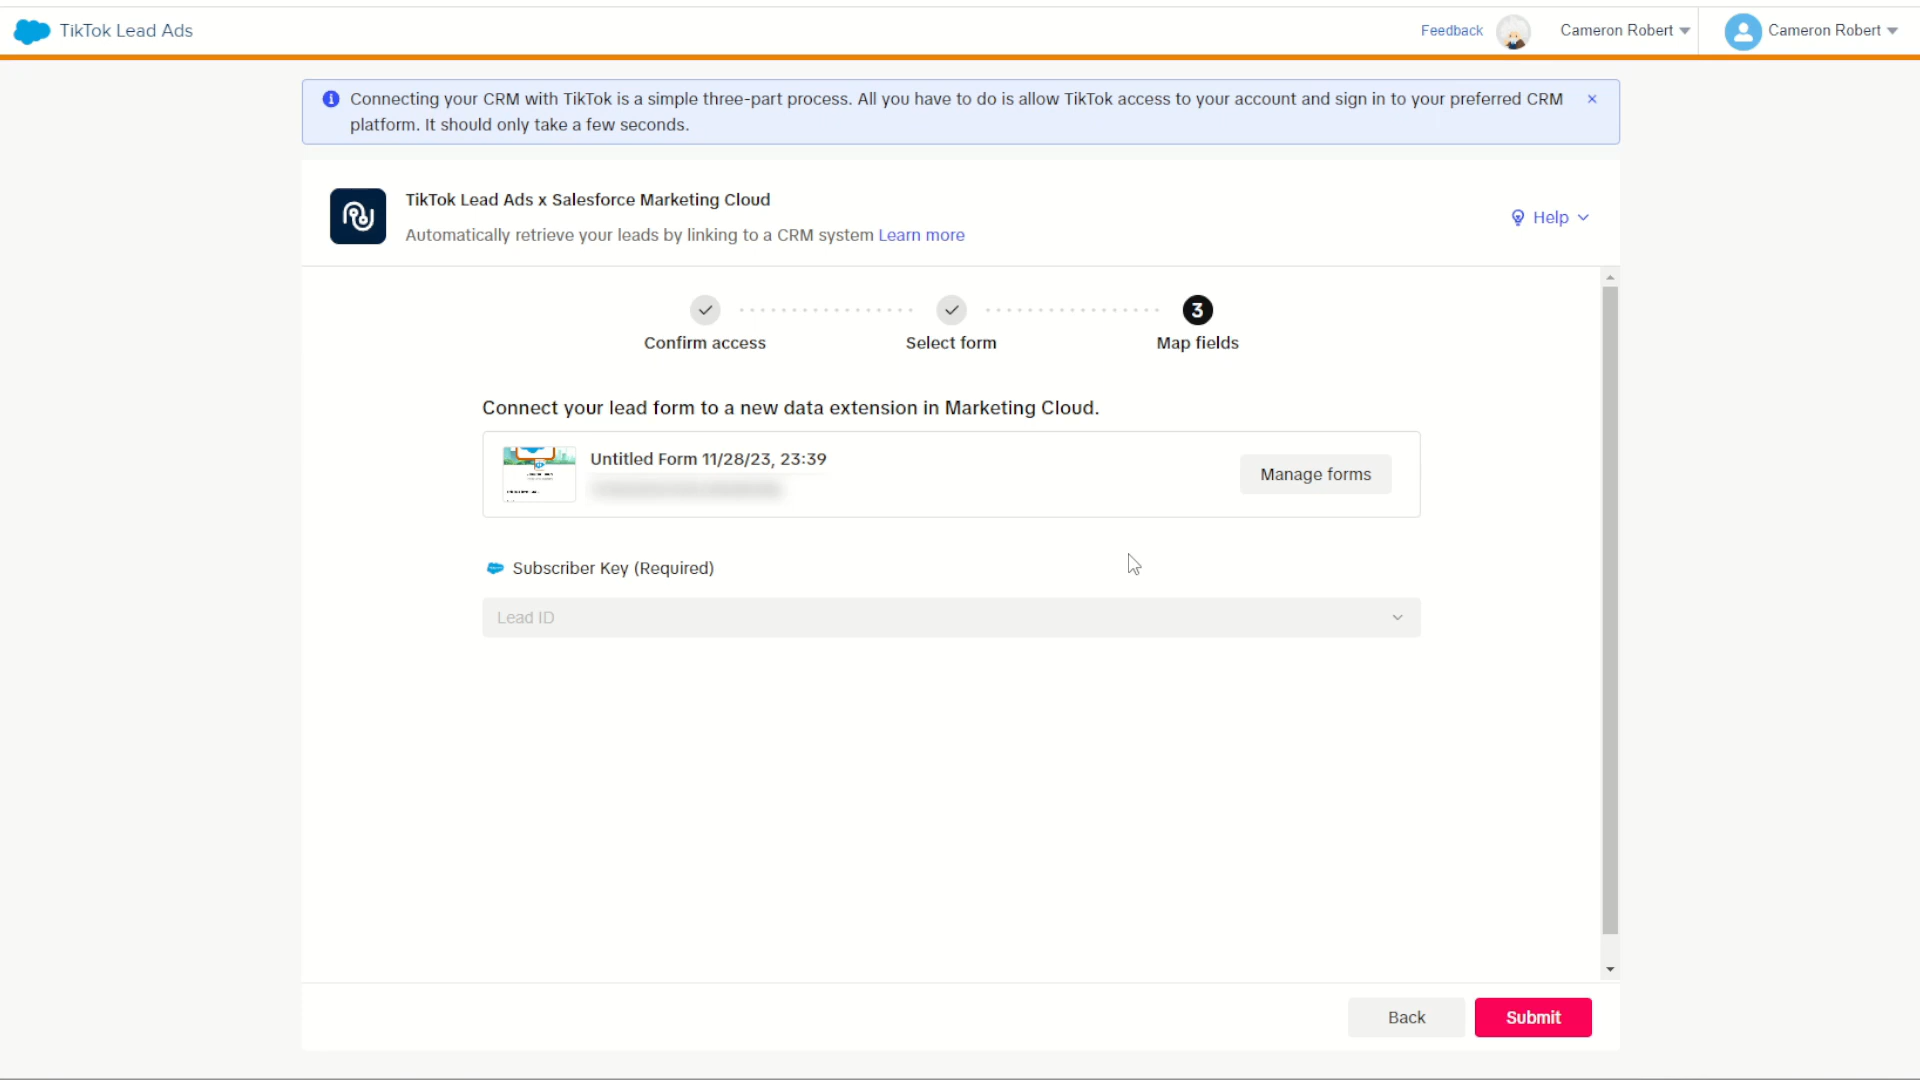 TikTok Lead Ads
Feedback
Cameron Robert
Cameron Robert
Connecting your CRM with TikTok is a simple three-part process. All you have to do is allow TikTok access to your account and sign in to your preferred CRM
platform. It should only take a few seconds.
TikTok Lead Ads x Salesforce Marketing Cloud
Automatically retrieve your leads by linking to a CRM system Learn more
Help
3
Confirm access
Select form
Map fields
Connect your lead form to a new data extension in Marketing Cloud.
Untitled Form 11/28/23, 23:39
Manage forms
Subscriber Key (Required)
Lead ID
Back
Submit